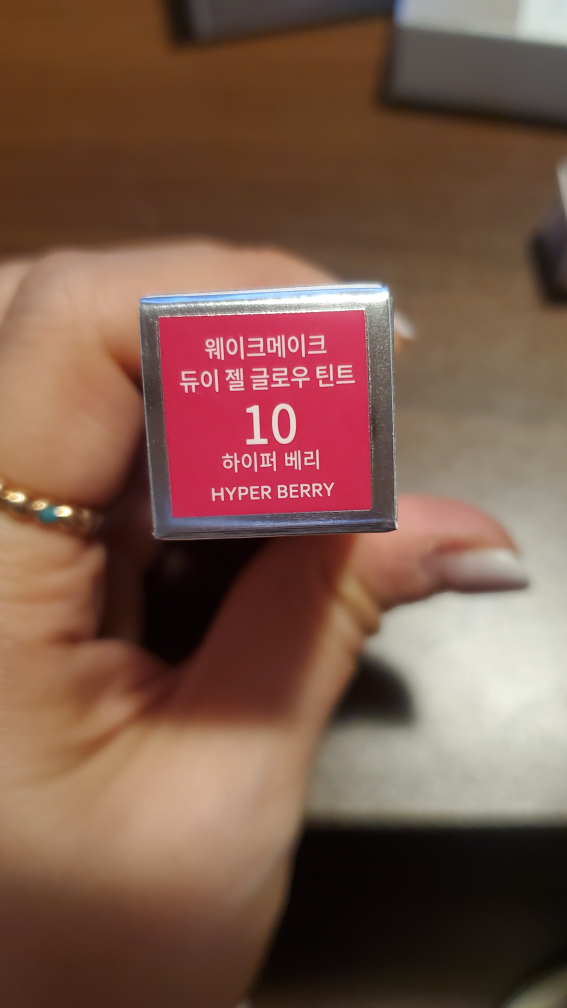 웨이크메이크
듀이 젤 글로우 틴트
10
하이퍼 베리
HYPER BERRY